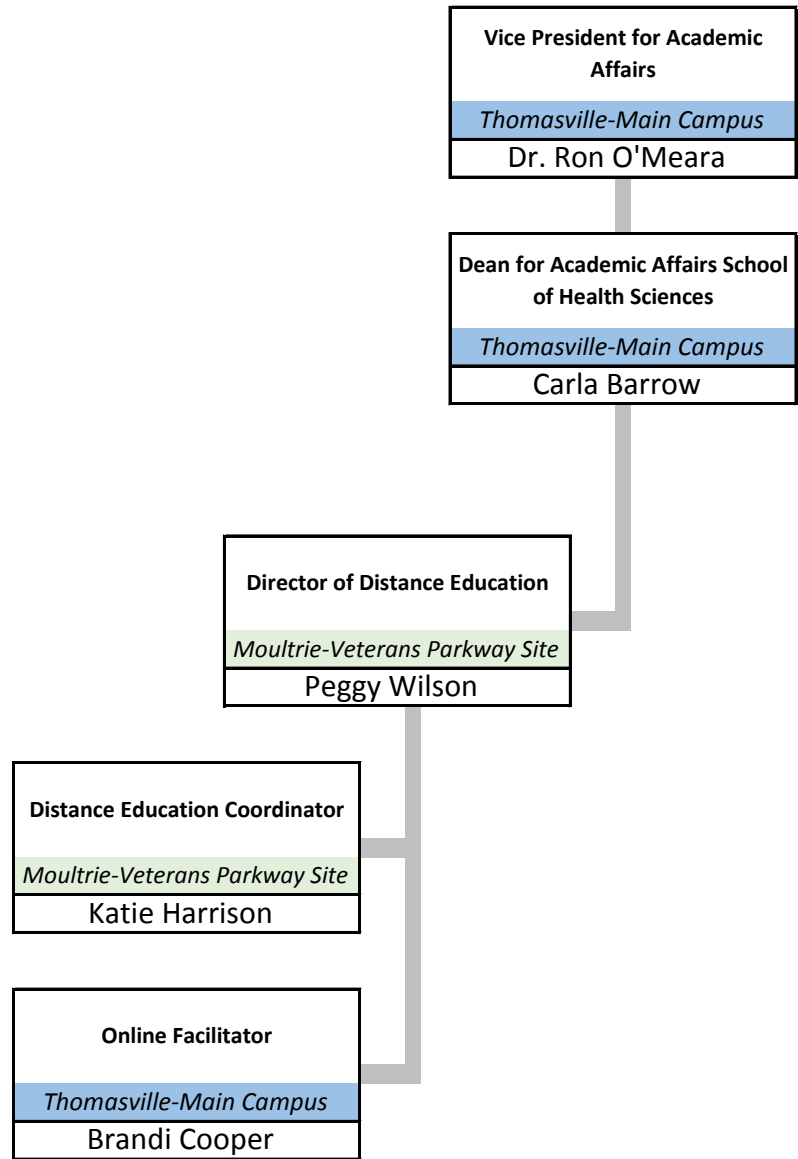 Vice President for Academic
Affairs
Thomasville-Main Campus
Dr. Ron O'Meara
Dean for Academic Affairs School
of Health Sciences
Thomasville-Main Campus
Carla Barrow
Director of Distance Education
Moultrie-Veterans Parkway Site
Peggy Wilson
Distance Education Coordinator
Moultrie-Veterans Parkway Site
Katie Harrison
Online Facilitator
Thomasville-Main Campus
Brandi Cooper